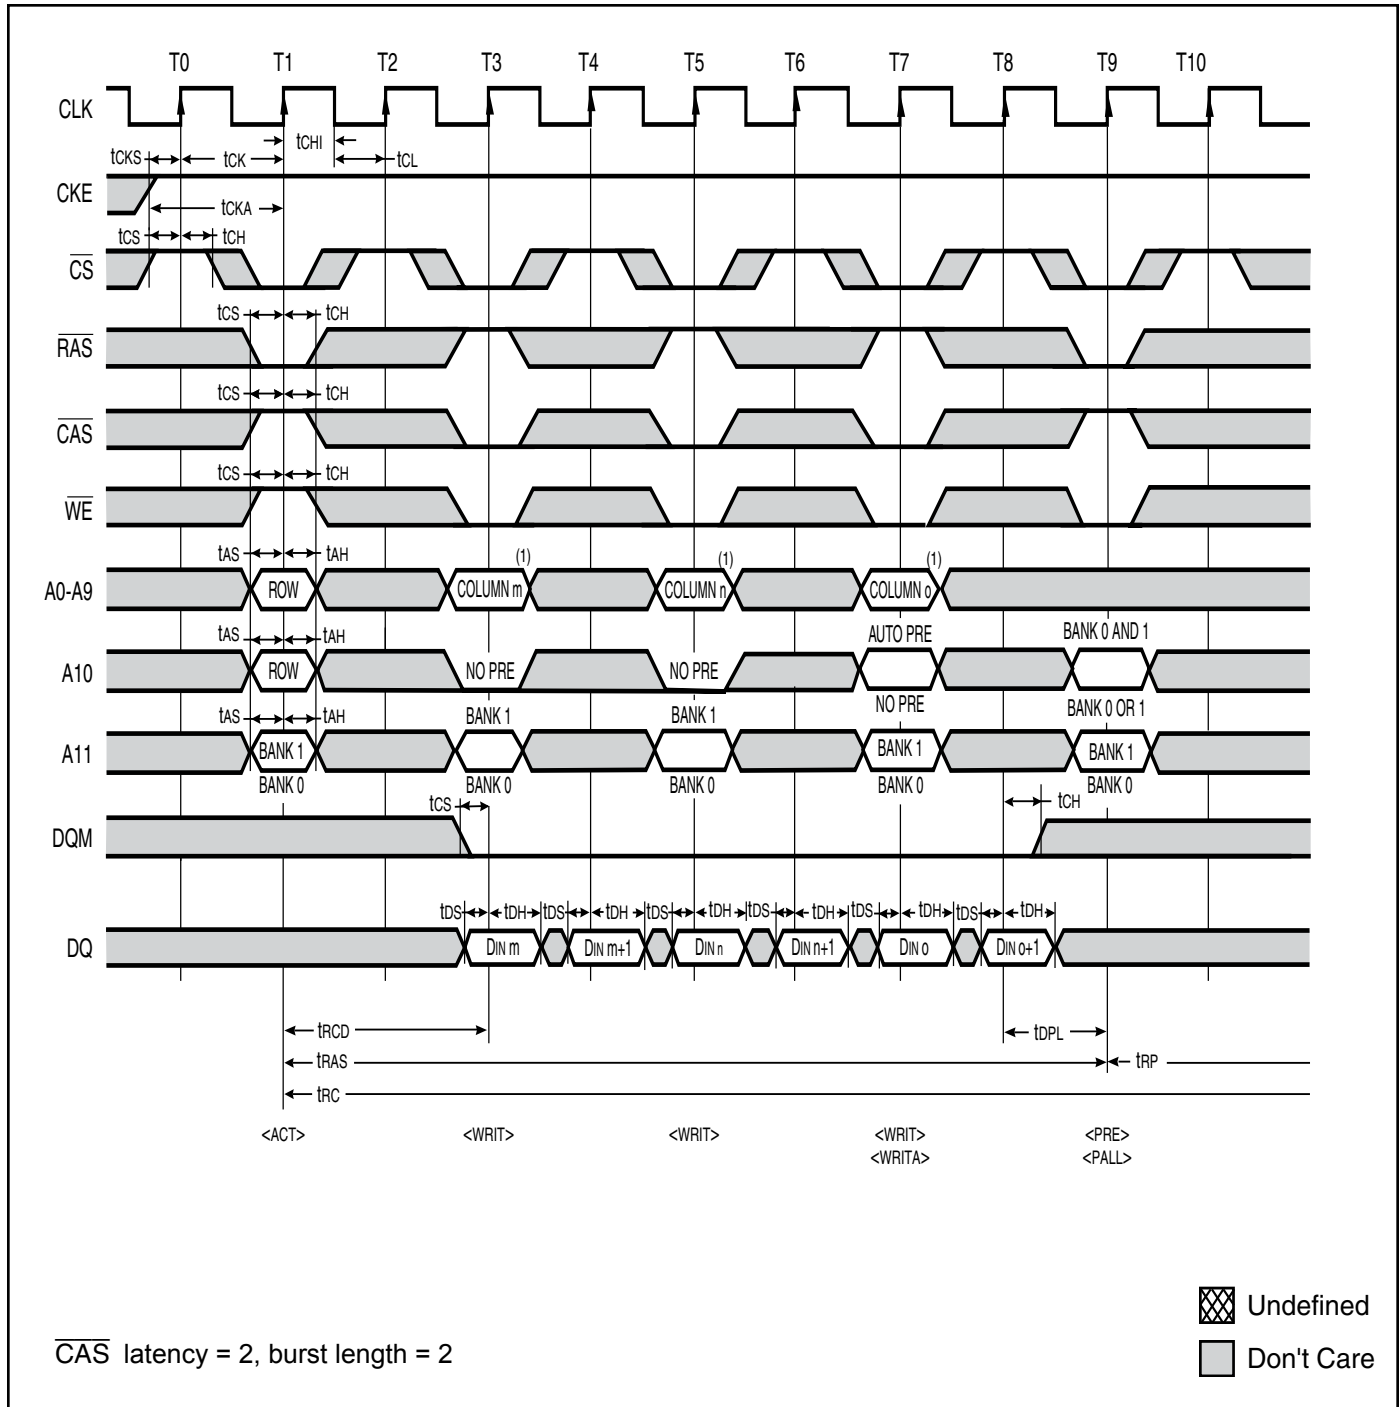 T0 T1 T2 T3 T4 T5 T6 T7 T8 T9 T10
CLK
tCHI
tCKS tCK tCL
CKE
tCKA
tCS tCH
CS
tCS tCH
RAS
tCS tCH
CAS
tCS tCH
WE
tAS tAH (1) (1) (1)
A0-A9 ROW COLUMN m COLUMN n COLUMN o
tAS tAH AUTO PRE BANK 0 AND 1
A10 ROW NO PRE NO PRE
NO PRE BANK 0 OR 1
tAS tAH BANK 1 BANK 1
A11 BANK 1 BANK 1 BANK 1
BANK 0 BANK 0 BANK 0 BANK 0 BANK 0
tCS tCH
DQM
tDS tDH tDS tDH tDS tDH tDS tDH tDS tDH tDS tDH
DQ DIN m DIN m+1 DIN n DIN n+1 DIN o DIN o+1
tRCD tDPL
tRAS tRP
tRC
<ACT> <WRIT> <WRIT> <WRIT> <PRE>
<WRITA> <PALL>
Undefined
CAS latency = 2, burst length = 2 Don't Care